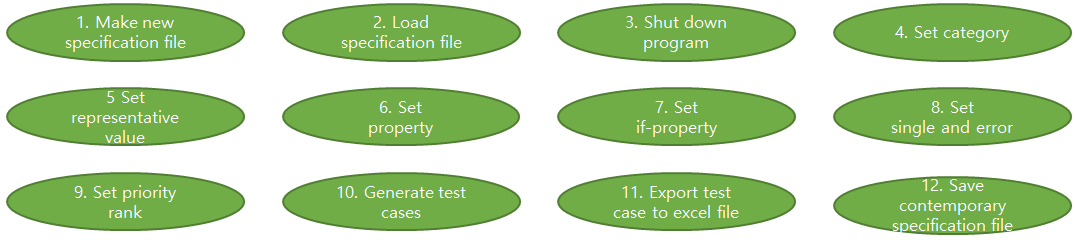 1. Make new
specification file
2. Load
specification file
3. Shut down
program
4. Set category
5 Set
representative
value
6. Set
property
7. Set
if-property
8. Set
single and error
9. Set priority
rank
10. Generate test
cases
11. Export test
case to excel file
12. Save
contemporary
specification file